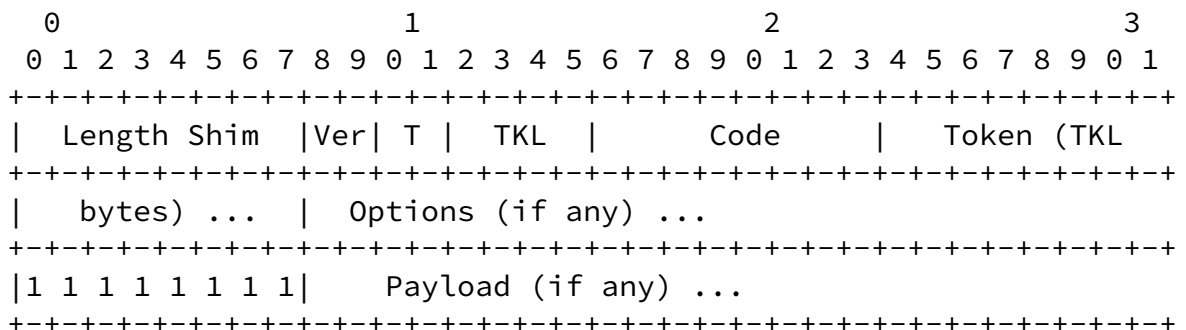 0                   1                   2                   3
 0 1 2 3 4 5 6 7 8 9 0 1 2 3 4 5 6 7 8 9 0 1 2 3 4 5 6 7 8 9 0 1
+-+-+-+-+-+-+-+-+-+-+-+-+-+-+-+-+-+-+-+-+-+-+-+-+-+-+-+-+-+-+-+-+
|  Length Shim  |Ver| T |  TKL  |      Code     |   Token (TKL
+-+-+-+-+-+-+-+-+-+-+-+-+-+-+-+-+-+-+-+-+-+-+-+-+-+-+-+-+-+-+-+-+
|   bytes) ...  |  Options (if any) ...
+-+-+-+-+-+-+-+-+-+-+-+-+-+-+-+-+-+-+-+-+-+-+-+-+-+-+-+-+-+-+-+-+
|1 1 1 1 1 1 1 1|    Payload (if any) ...
+-+-+-+-+-+-+-+-+-+-+-+-+-+-+-+-+-+-+-+-+-+-+-+-+-+-+-+-+-+-+-+-+